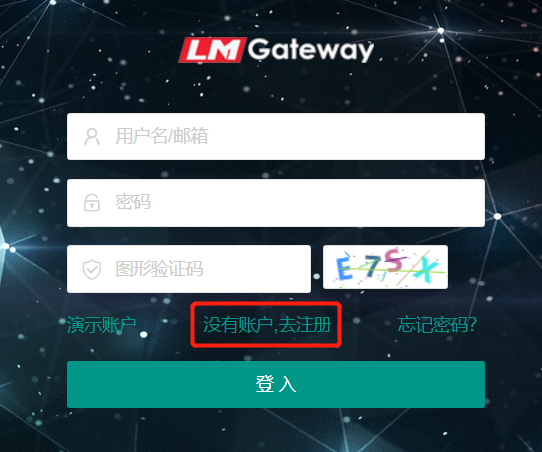 LM Gateway
用户名/邮箱
密码
图形验证码
E7SX
演示账户 没有账户,去注册 忘记密码?
登入